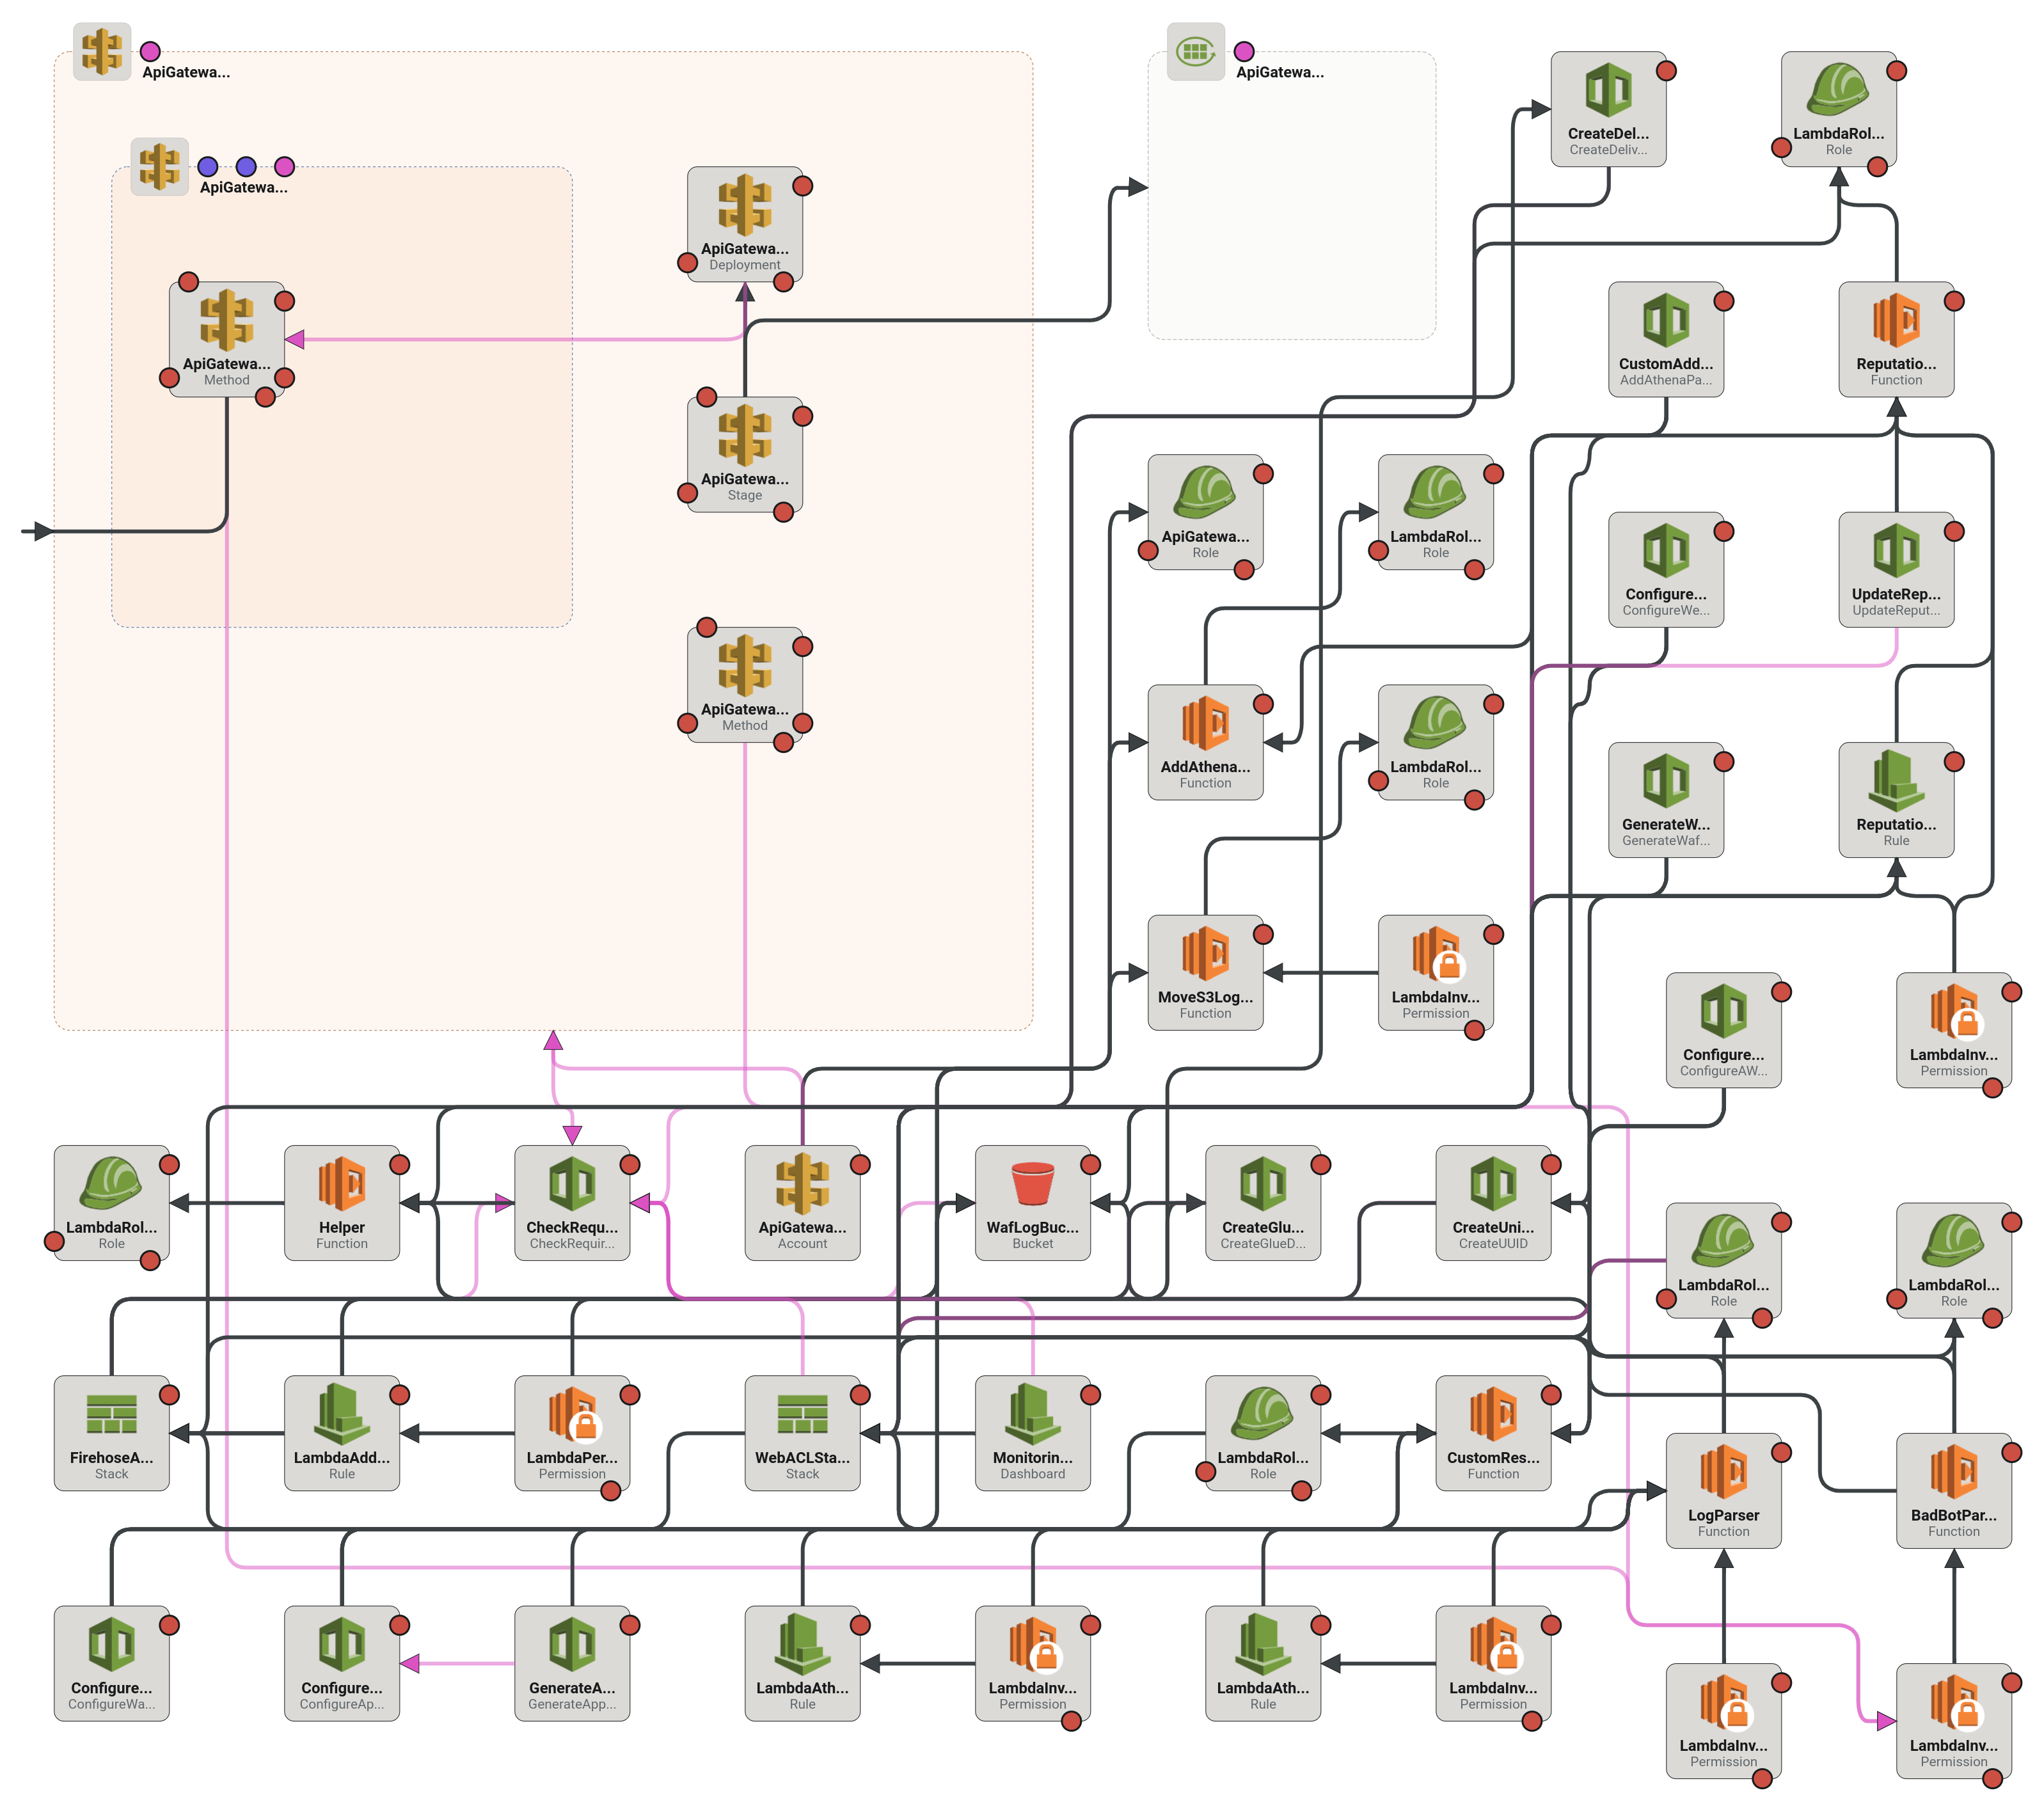 ApiGatewa...
ApiGatewa...
CreateDel...
CreateDeliv...
LambdaRol...
Role
ApiGatewa...
ApiGatewa...
Deployment
ApiGatewa...
Method
CustomAdd...
AddAthenaPa...
Reputatio...
Function
ApiGatewa...
Stage
ApiGatewa...
Role
LambdaRol...
Role
Configure...
ConfigureWe...
UpdateRep...
UpdateReput...
ApiGatewa...
Method
AddAthena...
Function
LambdaRol...
Role
GenerateW...
GenerateWaf...
Reputatio...
Rule
MoveS3Log...
Function
LambdaInv...
Permission
Configure...
ConfigureAW...
LambdaInv...
Permission
LambdaRol...
Role
Helper
Function
CheckRequ...
CheckRequir...
ApiGatewa...
Account
WafLogBuc...
Bucket
CreateGlu...
CreateGlueD...
CreateUni...
CreateUUID
LambdaRol...
Role
LambdaRol...
Role
FirehoseA...
Stack
LambdaAdd...
Rule
LambdaPer...
Permission
WebACLSta...
Stack
Monitorin...
Dashboard
LambdaRol...
Role
CustomRes...
Function
LogParser
Function
BadBotPar...
Function
Configure...
ConfigureWa...
Configure...
ConfigureAp...
GenerateA...
GenerateApp...
LambdaAth...
Rule
LambdaInv...
Permission
LambdaAth...
Rule
LambdaInv...
Permission
LambdaInv...
Permission
LambdaInv...
Permission